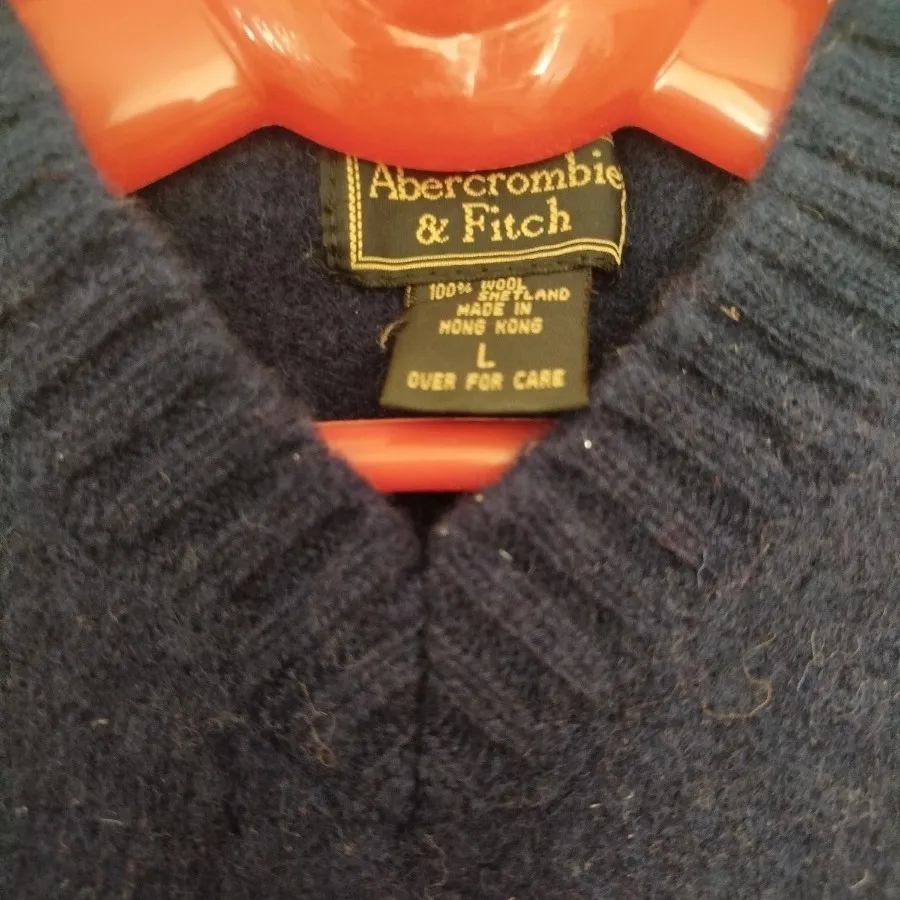 Abercrombie
& Fitch
100% WOOL
SHETLAND
MADE IN
HONG KONG
L
OVER FOR CARE